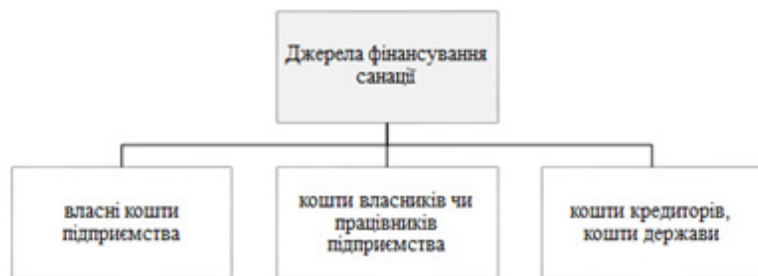 Джерела фінансування
санації
власні кошти
підприємства
кошти власників чи
працівників
підприємства
кошти кредиторів,
кошти держави